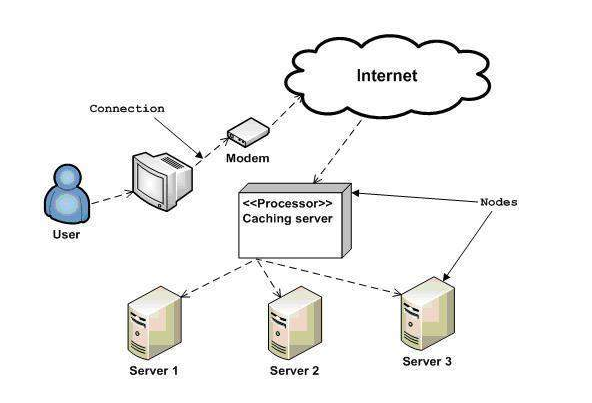 Internet
Connection
Modem
<<Processor>>
Caching server
Nodes
User
Server 1
Server 2
Server 3